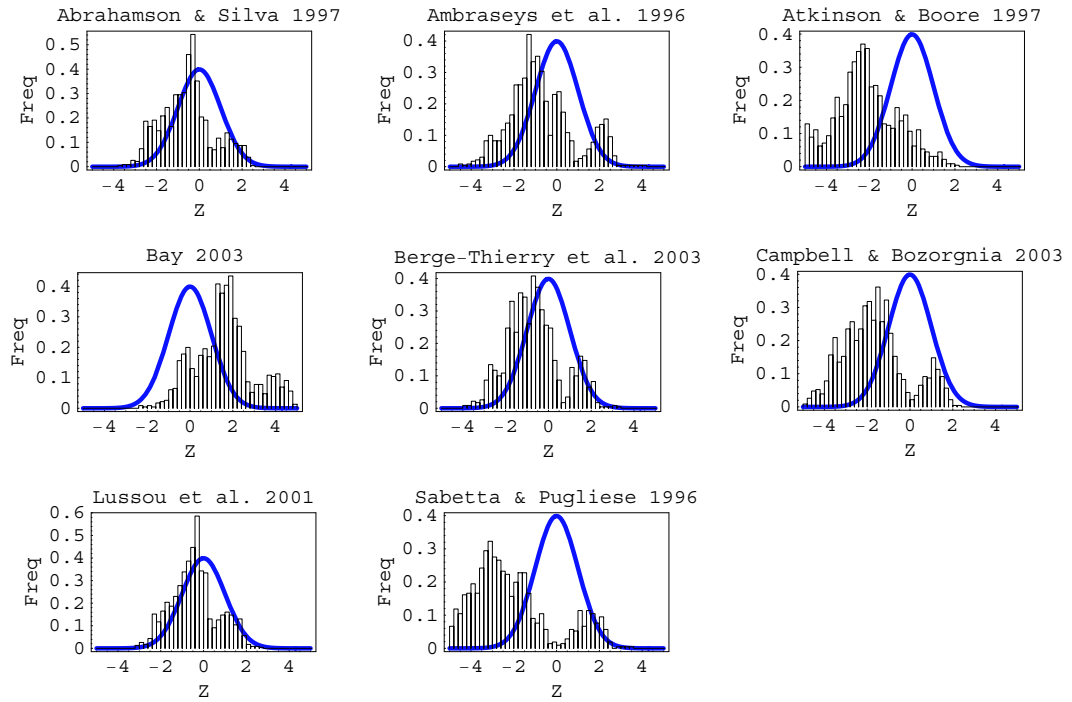 Abrahamson & Silva 1997
0.5
0.4
0.3
0.2
0.1
0
Freq
-4 -2 0 2 4
Z
Ambraseys et al. 1996
0.4
0.3
0.2
0.1
0
Freq
-4 -2 0 2 4
Z
Atkinson & Boore 1997
0.4
0.3
0.2
0.1
0
Freq
-4 -2 0 2 4
Z
Bay 2003
0.4
0.3
0.2
0.1
0
Freq
-4 -2 0 2 4
Z
Berge-Thierry et al. 2003
0.4
0.3
0.2
0.1
0
Freq
-4 -2 0 2 4
Z
Campbell & Bozorgnia 2003
0.4
0.3
0.2
0.1
0
Freq
-4 -2 0 2 4
Z
Lussou et al. 2001
0.6
0.5
0.4
0.3
0.2
0.1
0
Freq
-4 -2 0 2 4
Z
Sabetta & Pugliese 1996
0.4
0.3
0.2
0.1
0
Freq
-4 -2 0 2 4
Z